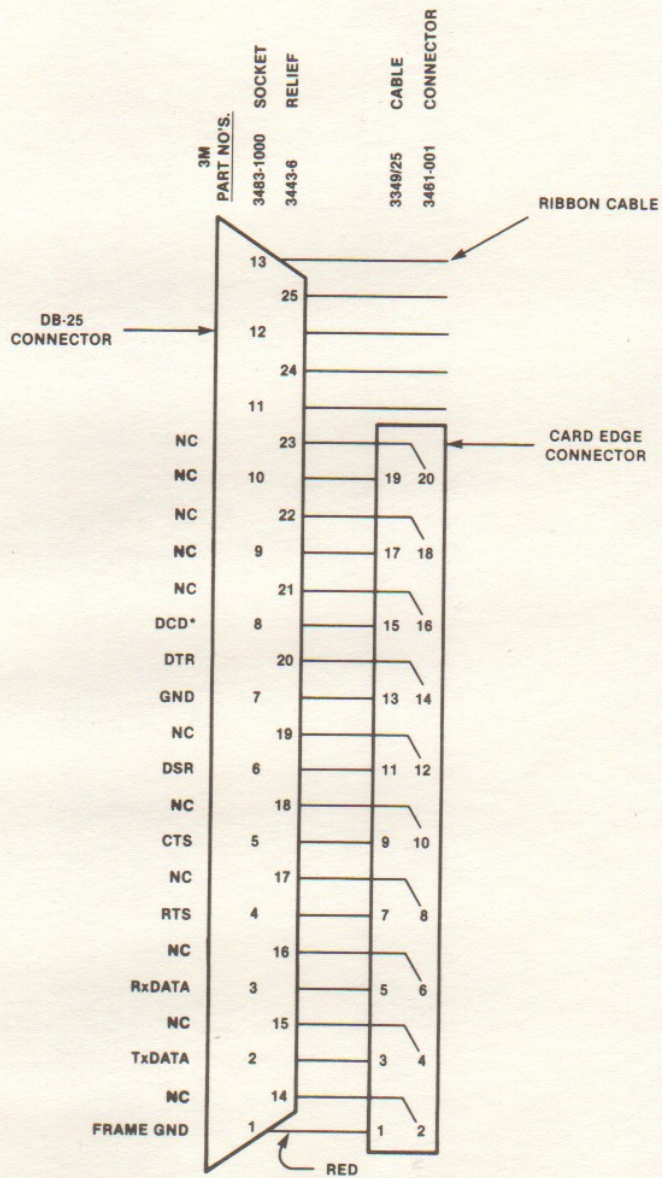 3M
PART NO'S.
3483-1000 SOCKET
3443-6 RELIEF
3349/25 CABLE
3461-001 CONNECTOR
RIBBON CABLE
13
25
DB-25
CONNECTOR
12
24
11
CARD EDGE
CONNECTOR
NC 23
NC 10 19 20
NC 22
NC 9 17 18
NC 21
DCD* 8 15 16
DTR 20
GND 7 13 14
NC 19
DSR 6 11 12
NC 18
CTS 5 9 10
NC 17
RTS 4 7 8
NC 16
RxDATA 3 5 6
NC 15
TxDATA 2 3 4
NC 14
FRAME GND 1 1 2
RED